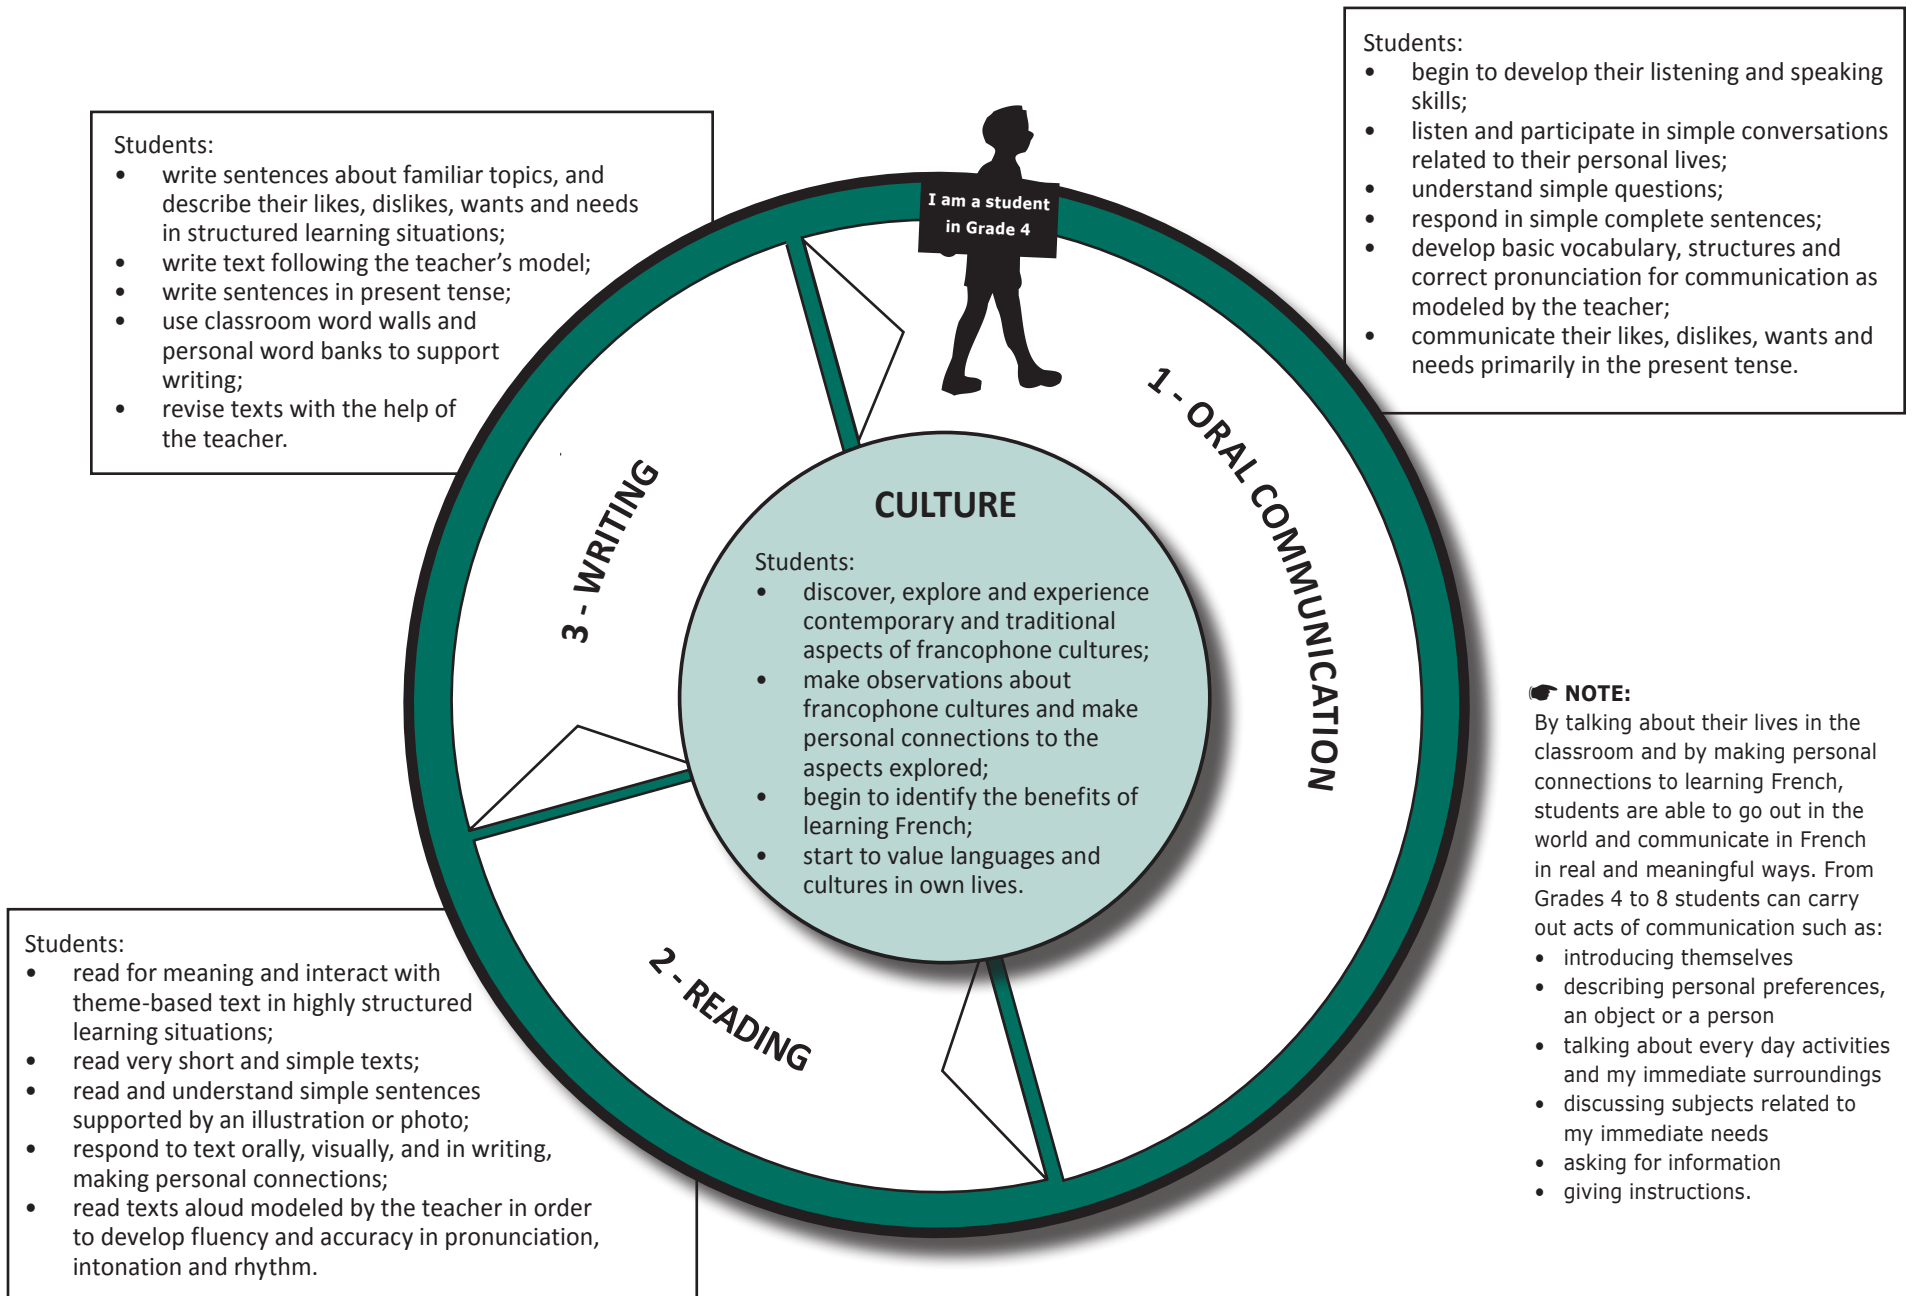 I am a student
in Grade 4
Students:
• begin to develop their listening and speaking
skills;
• listen and participate in simple conversations
related to their personal lives;
• understand simple questions;
• respond in simple complete sentences;
• develop basic vocabulary, structures and
correct pronunciation for communication as
modeled by the teacher;
• communicate their likes, dislikes, wants and
needs primarily in the present tense.
1 - ORAL COMMUNICATION
Students:
• write sentences about familiar topics, and
describe their likes, dislikes, wants and needs
in structured learning situations;
• write text following the teacher's model;
• write sentences in present tense;
• use classroom word walls and
personal word banks to support
writing;
• revise texts with the help of
the teacher.
3 - WRITING
CULTURE
Students:
• discover, explore and experience
contemporary and traditional
aspects of francophone cultures;
• make observations about
francophone cultures and make
personal connections to the
aspects explored;
• begin to identify the benefits of
learning French;
• start to value languages and
cultures in own lives.
2 - READING
Students:
• read for meaning and interact with
theme-based text in highly structured
learning situations;
• read very short and simple texts;
• read and understand simple sentences
supported by an illustration or photo;
• respond to text orally, visually, and in writing,
making personal connections;
• read texts aloud modeled by the teacher in order
to develop fluency and accuracy in pronunciation,
intonation and rhythm.
☛ NOTE:
By talking about their lives in the
classroom and by making personal
connections to learning French,
students are able to go out in the
world and communicate in French
in real and meaningful ways. From
Grades 4 to 8 students can carry
out acts of communication such as:
• introducing themselves
• describing personal preferences,
an object or a person
• talking about every day activities
and my immediate surroundings
• discussing subjects related to
my immediate needs
• asking for information
• giving instructions.